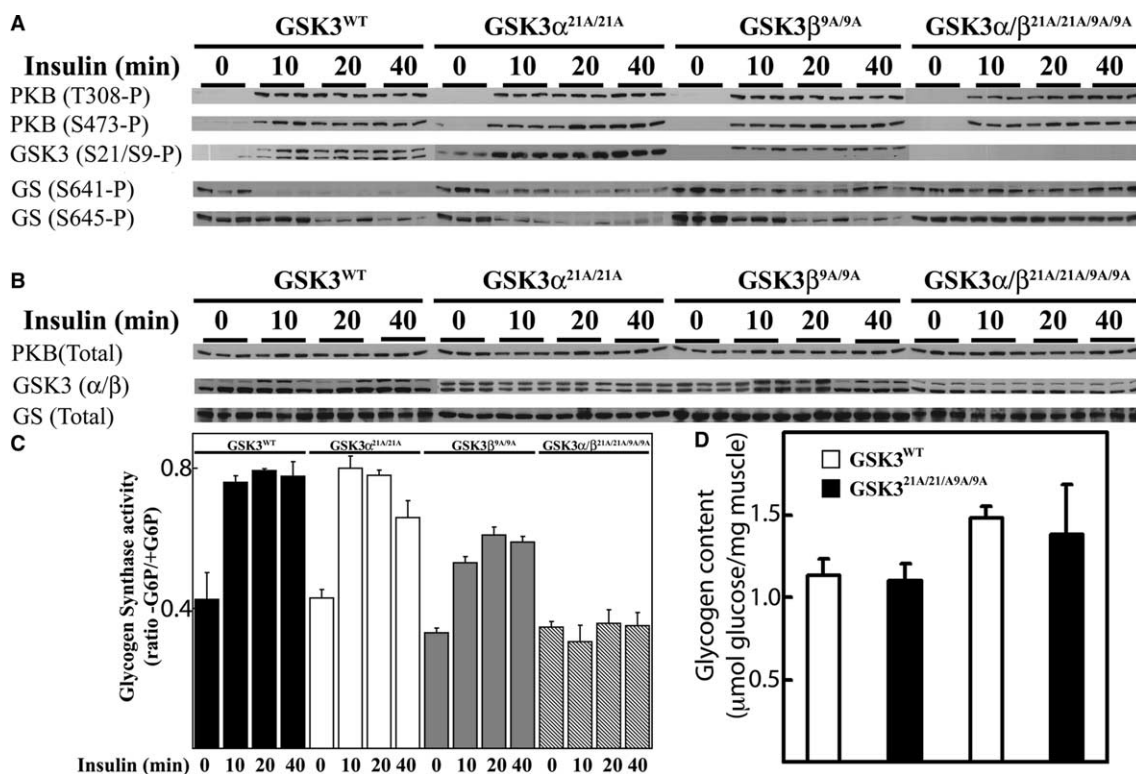 A
GSK3WT GSK3α21A/21A GSK3β9A/9A GSK3α/β21A/21A/9A/9A
Insulin (min) 0 10 20 40 0 10 20 40 0 10 20 40 0 10 20 40
PKB (T308-P)
PKB (S473-P)
GSK3 (S21/S9-P)
GS (S641-P)
GS (S645-P)
B
GSK3WT GSK3α21A/21A GSK3β9A/9A GSK3α/β21A/21A/9A/9A
Insulin (min) 0 10 20 40 0 10 20 40 0 10 20 40 0 10 20 40
PKB(Total)
GSK3 (α/β)
GS (Total)
C
GSK3WT GSK3α21A/21A GSK3β9A/9A GSK3α/β21A/21A/9A/9A
Glycogen Synthase activity
(ratio -G6P/+G6P)
0.8
0.4
Insulin (min) 0 10 20 40 0 10 20 40 0 10 20 40 0 10 20 40
D
GSK3WT
GSK321A/21/A9A/9A
Glycogen content
(μmol glucose/mg muscle)
1.5
1.0
0.5